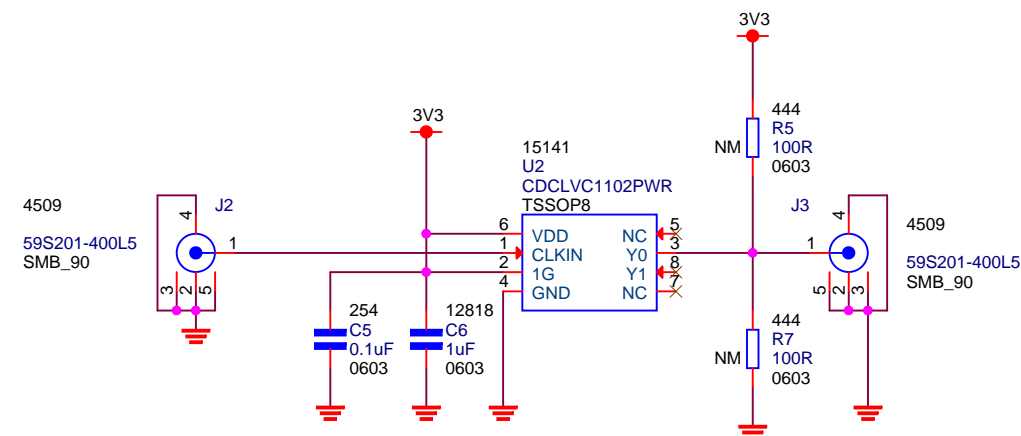 3V3
444
R5
100R
0603
NM
3V3
15141
U2
CDCLVC1102PWR
TSSOP8
4509
J2
59S201-400L5
SMB_90
4
1
3
2
5
6 VDD
1 CLKIN
2 1G
4 GND
NC 5
Y0 3
Y1 8
NC 7
J3
4509
59S201-400L5
SMB_90
4
1
5
2
3
254
C5
0.1uF
0603
12818
C6
1uF
0603
444
R7
100R
0603
NM